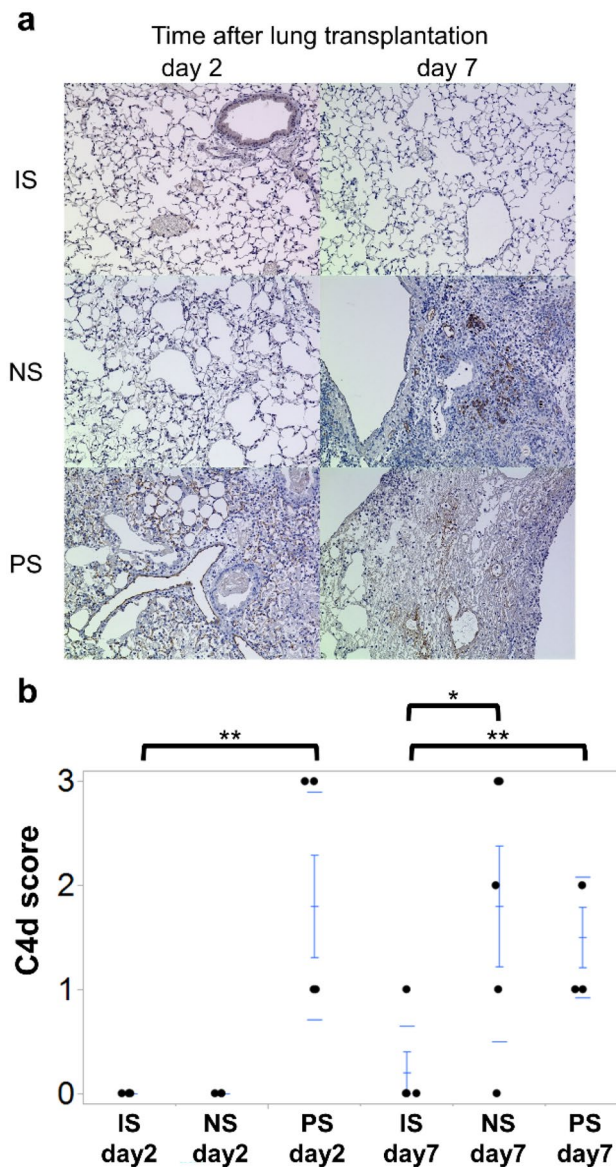 a
Time after lung transplantation
day 2 day 7
IS
NS
PS
b
* 
** **
3
2
1
0
C4d score
IS NS PS IS NS PS
day2 day2 day2 day7 day7 day7